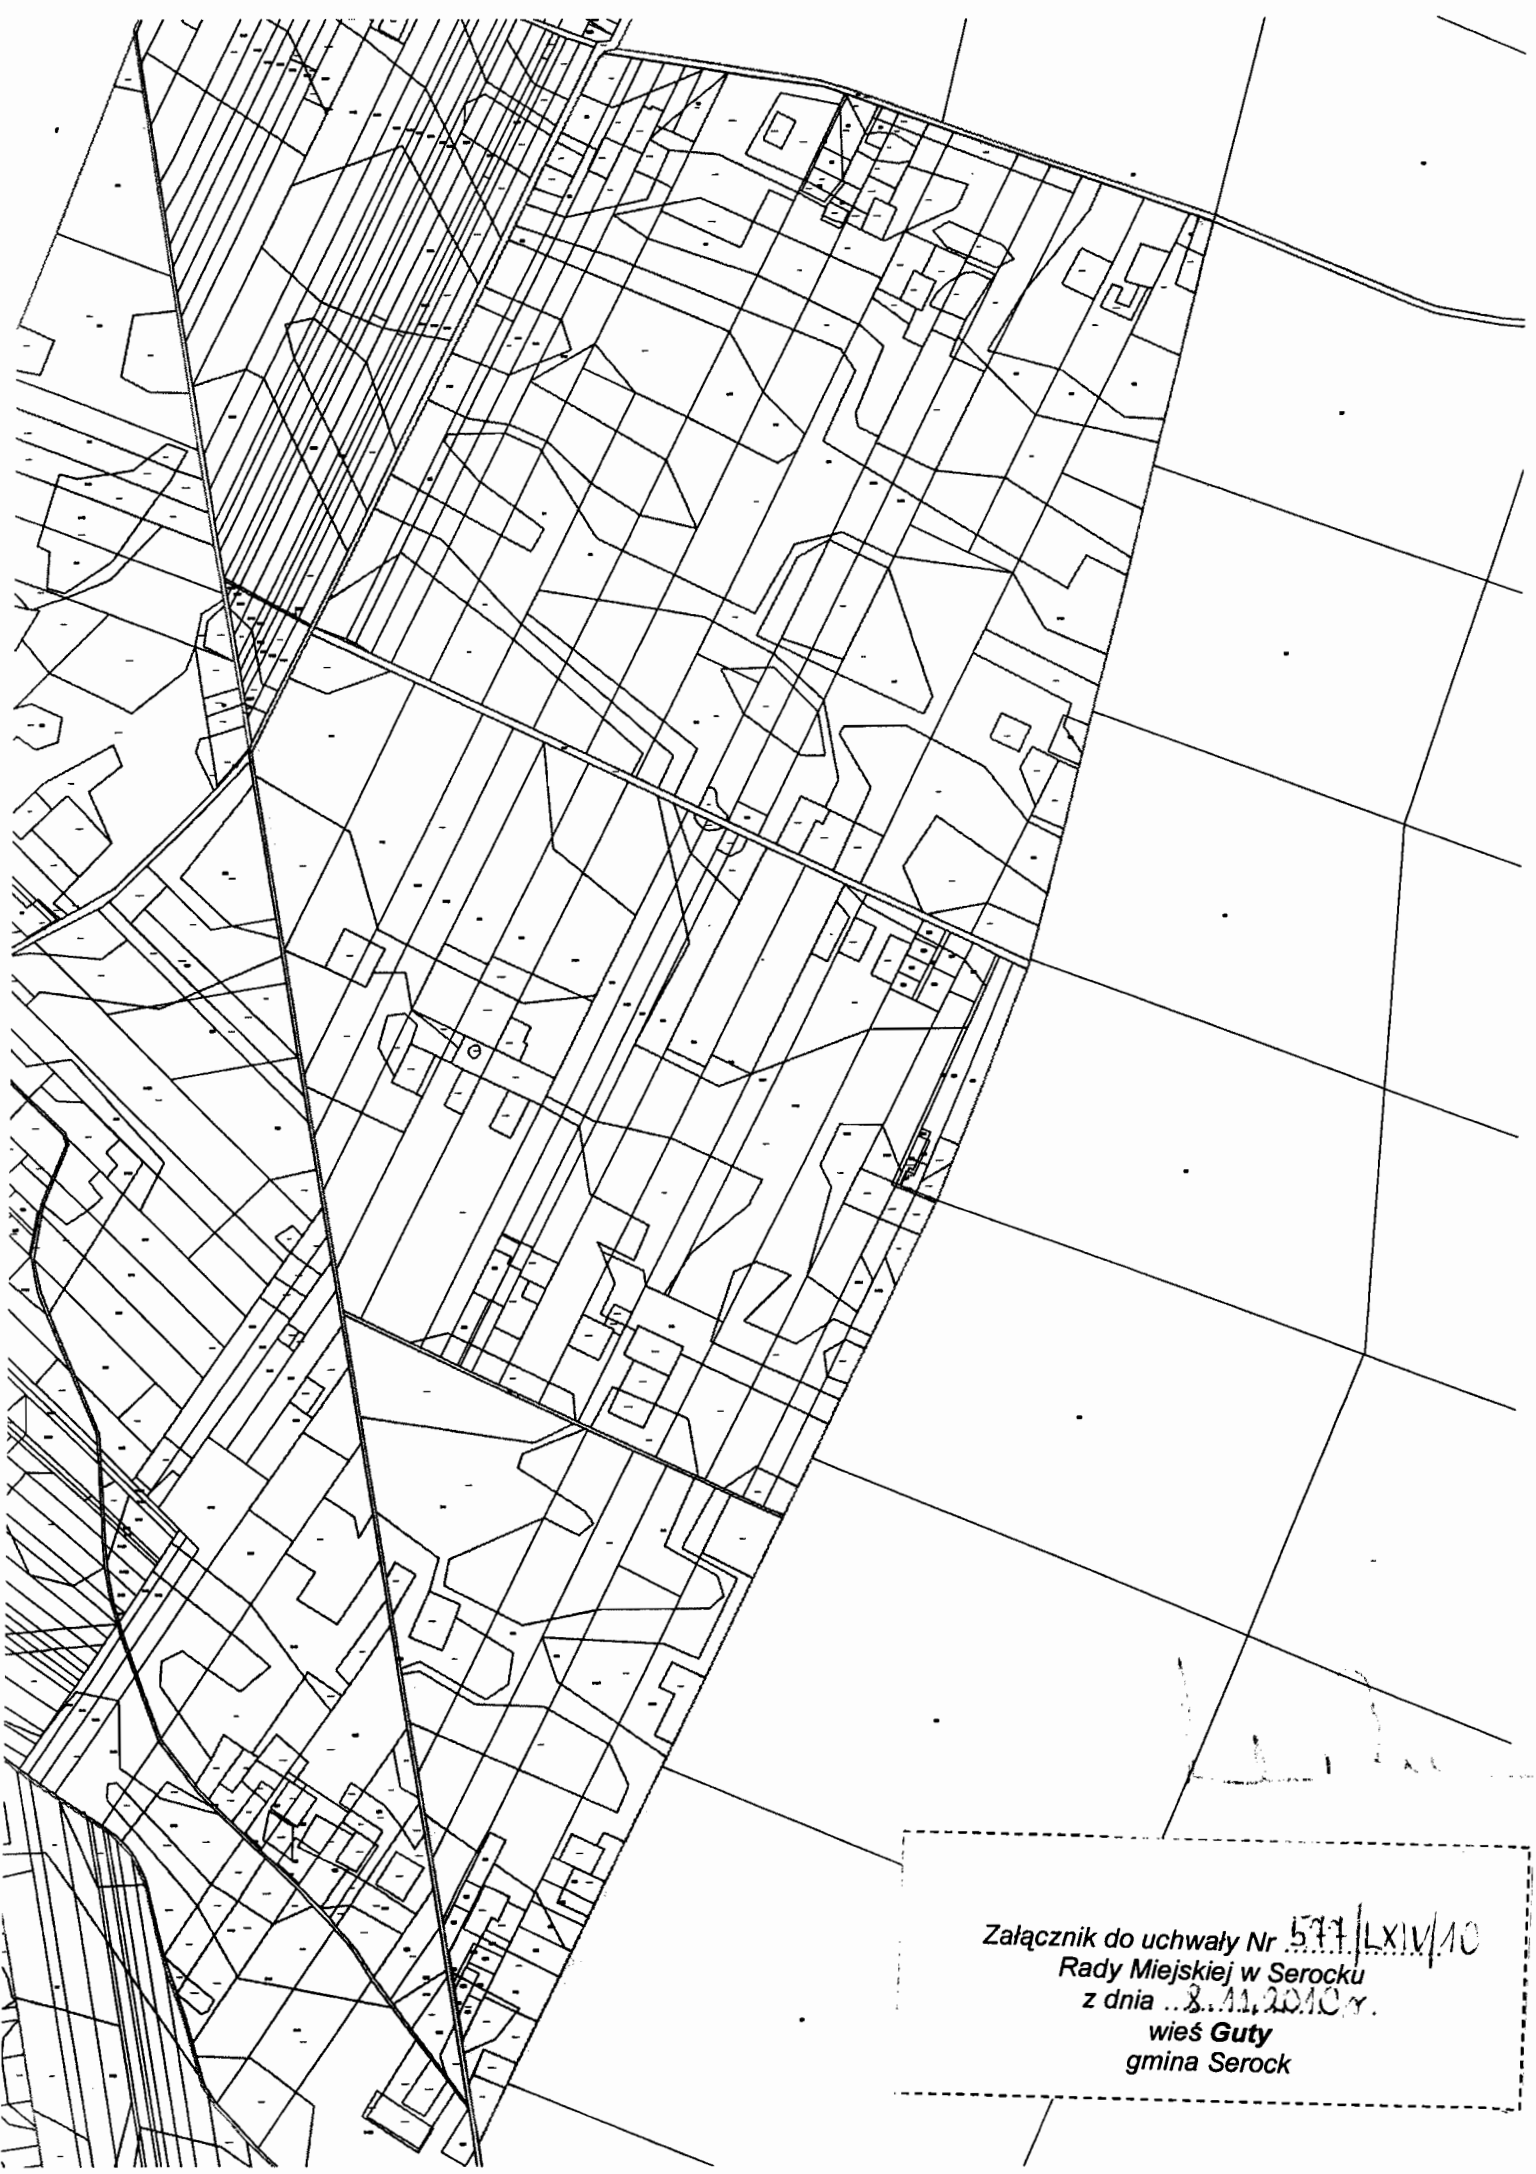 Załącznik do uchwały Nr 577/LXIV/10
Rady Miejskiej w Serocku
z dnia ..8.11.2010 r.
wieś Guty
gmina Serock